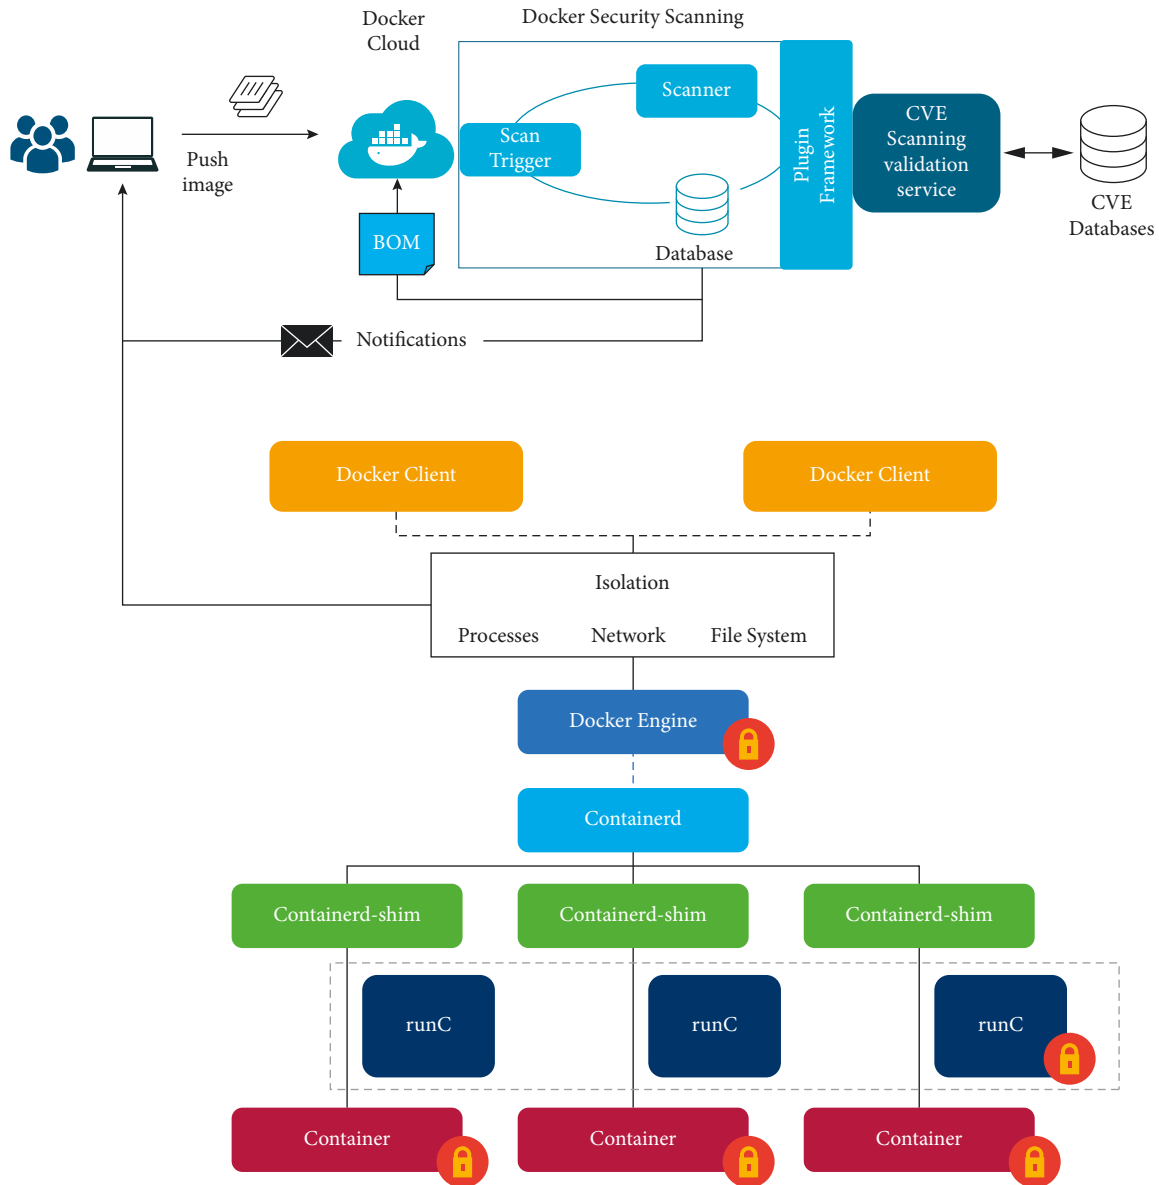 Docker
Cloud
Docker Security Scanning
Push
image
Scan
Trigger
Scanner
Database
Plugin
Framework
CVE
Scanning
validation
service
CVE
Databases
BOM
Notifications
Docker Client
Docker Client
Isolation
Processes
Network
File System
Docker Engine
Containerd
Containerd-shim
Containerd-shim
Containerd-shim
runC
runC
runC
Container
Container
Container